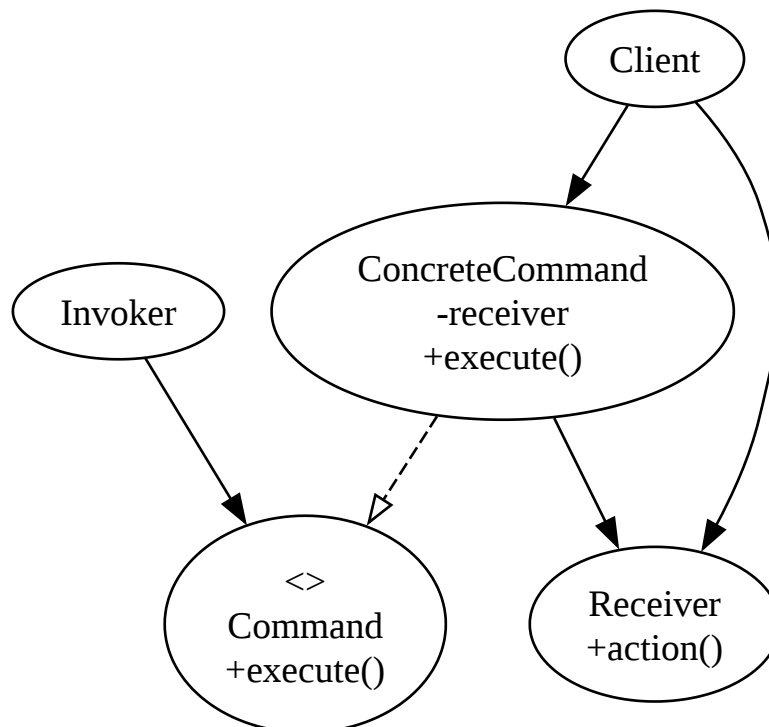 Client
ConcreteCommand
-receiver
+execute()
Invoker
<>
Command
+execute()
Receiver
+action()